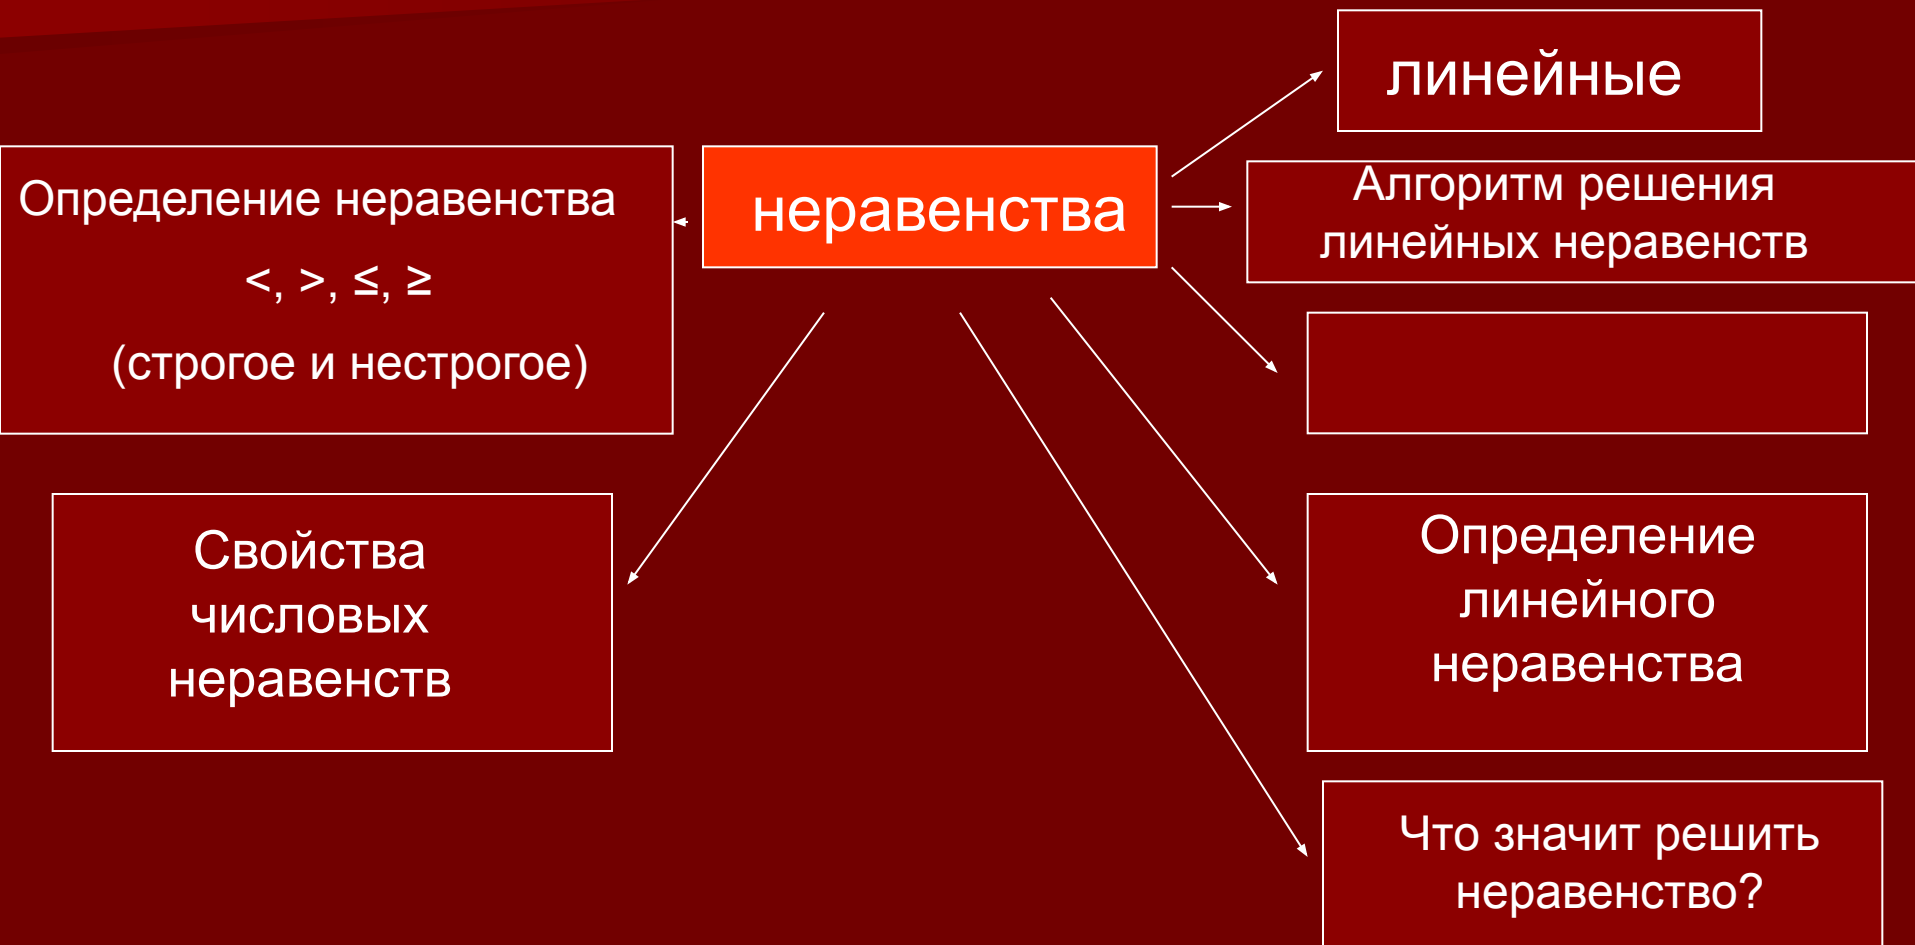 линейные
Определение неравенства
<, >, ≤, ≥
(строгое и нестрогое)
неравенства
Алгоритм решения
линейных неравенств
Свойства
числовых
неравенств
Определение
линейного
неравенства
Что значит решить
неравенство?